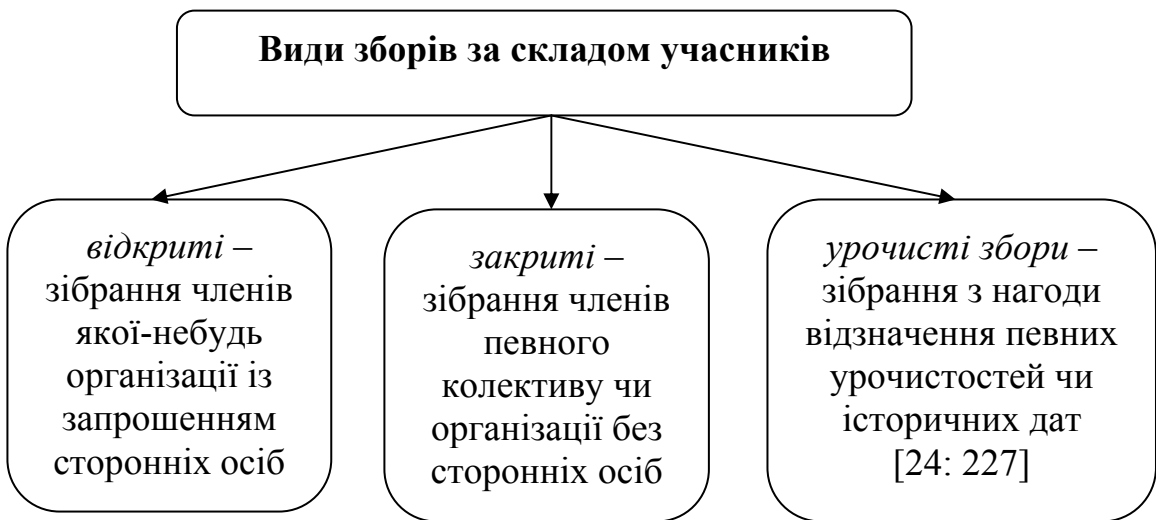 Види зборів за складом учасників
відкриті –
зібрання членів
якої-небудь
організації із
запрошенням
сторонніх осіб
закриті –
зібрання членів
певного
колективу чи
організації без
сторонніх осіб
урочисті збори –
зібрання з нагоди
відзначення певних
урочистостей чи
історичних дат
[24: 227]